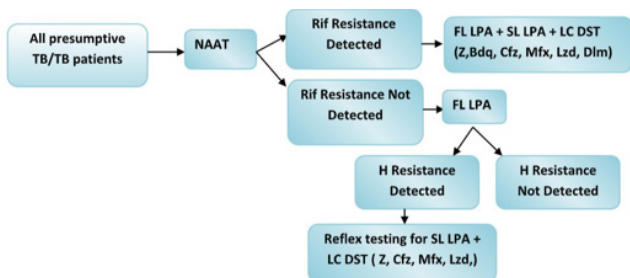 All presumptive
TB/TB patients
NAAT
Rif Resistance
Detected
FL LPA + SL LPA + LC DST
(Z,Bdq, Cfz, Mfx, Lzd, Dlm)
Rif Resistance Not
Detected
FL LPA
H Resistance
Detected
H Resistance
Not Detected
Reflex testing for SL LPA +
LC DST ( Z, Cfz, Mfx, Lzd,)